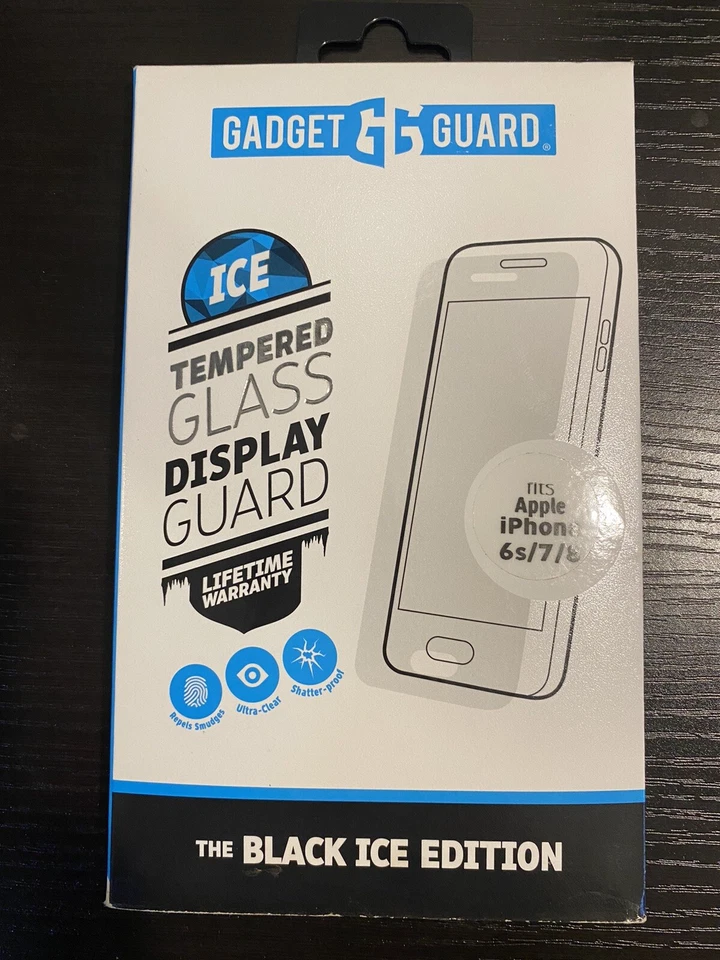 GADGET GG GUARD®
ICE
TEMPERED
GLASS
DISPLAY
GUARD
LIFETIME
WARRANTY
Repels Smudges
Ultra-Clear
Shatter-proof
fits
Apple
iPhone
6s/7/8
THE BLACK ICE EDITION